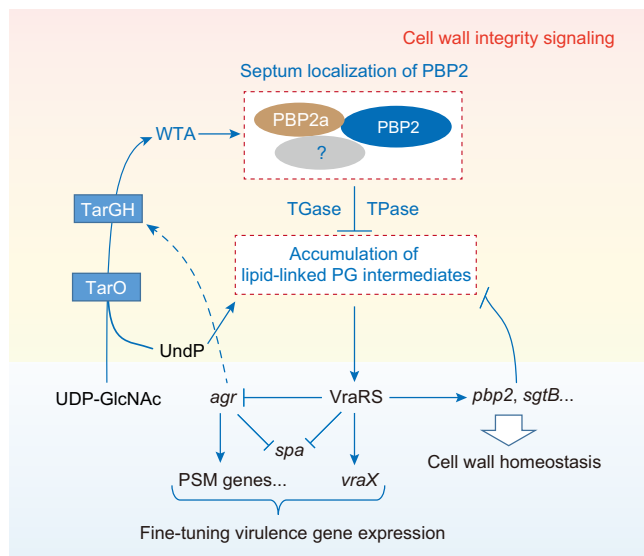 Cell wall integrity signaling
Septum localization of PBP2
PBP2a
PBP2
?
WTA
TarGH
TGase
TPase
Accumulation of
lipid-linked PG intermediates
TarO
UndP
UDP-GlcNAc
agr
VraRS
pbp2, sgtB...
spa
Cell wall homeostasis
PSM genes...
vraX
Fine-tuning virulence gene expression